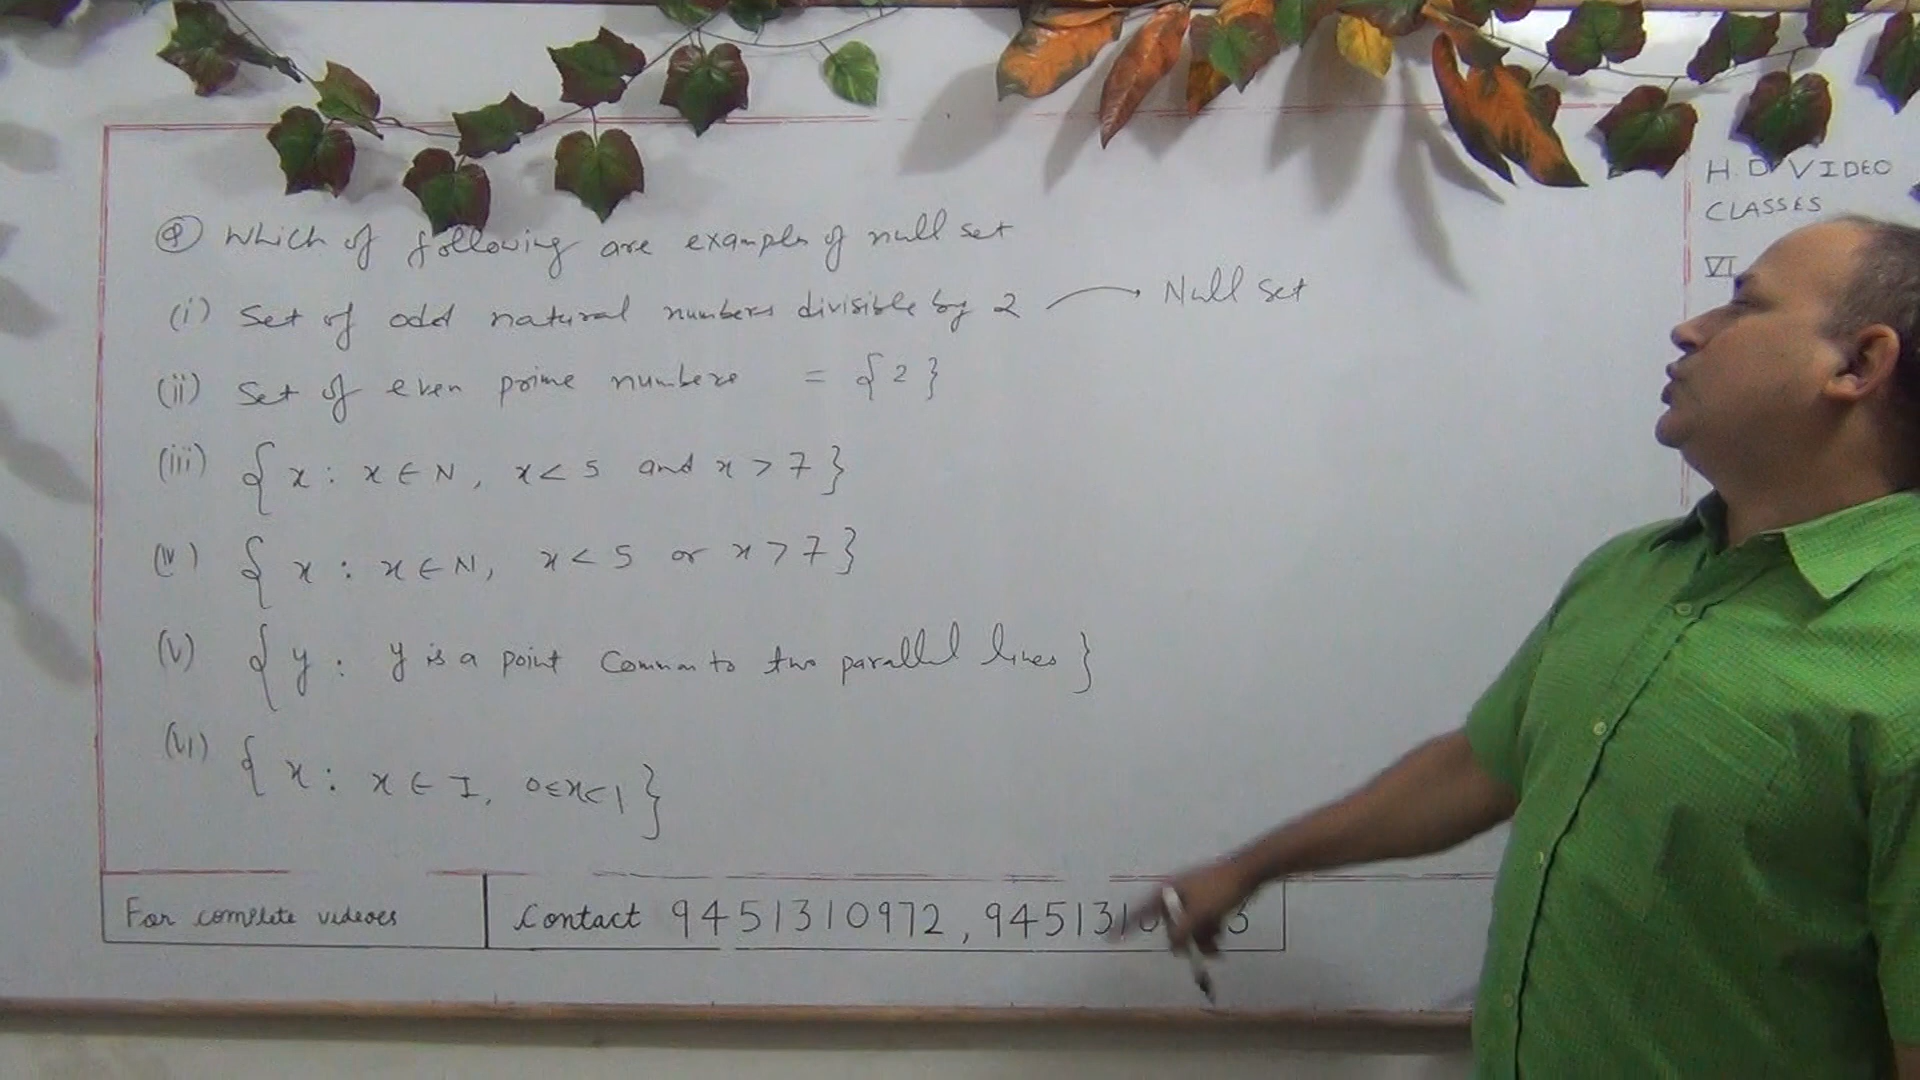 Q Which of following are examples of null set
(i) Set of odd natural numbers divisible by 2 → Null set
(ii) Set of even prime numbers = {2}
(iii) {x : x ∈ N, x < 5 and x > 7}
(iv) {x : x ∈ N, x < 5 or x > 7}
(v) {y : y is a point common to two parallel lines}
(vi) {x : x ∈ I, 0<x<1}
For complete videoes
Contact 9451310972,
H.D VIDEO
CLASSES
VI